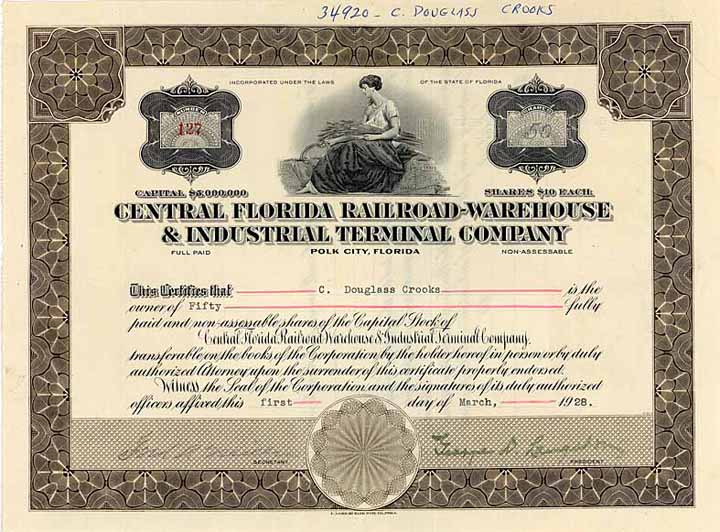 34920 - C. DOUGLASS CROOKS
INCORPORATED UNDER THE LAWS OF THE STATE OF FLORIDA
NUMBER
127
SHARES
50
CAPITAL $5,000,000
SHARES $10 EACH
CENTRAL FLORIDA RAILROAD-WAREHOUSE
& INDUSTRIAL TERMINAL COMPANY
FULL PAID
POLK CITY, FLORIDA
NON-ASSESSABLE
This Certifies that C. Douglass Crooks is the
owner of Fifty fully
paid and non-assessable shares of the Capital Stock of
Central Florida Railroad-Warehouse & Industrial Terminal Company,
transferable on the books of the Corporation by the holder hereof in person or by duly
authorized Attorney upon the surrender of this certificate properly endorsed.
Witness the Seal of the Corporation and the signatures of its duly authorized
officers, affixed this first day of March, 1928.
PRESIDENT